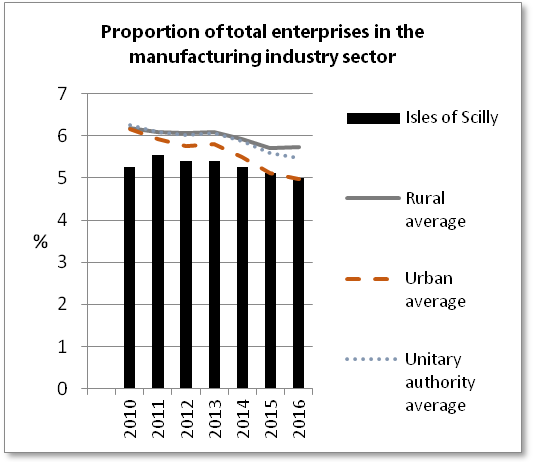 Proportion of total enterprises in the
manufacturing industry sector
7
6
5
4
3
2
1
0
%
2010
2011
2012
2013
2014
2015
2016
Isles of Scilly
Rural
average
Urban
average
Unitary
authority
average